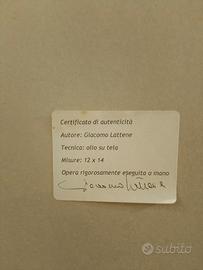 Certificato di autenticità
Autore: Giacomo Lattene
Tecnica: olio su tela
Misure: 12 x 14
Opera rigorosamente eseguita a mano
subito